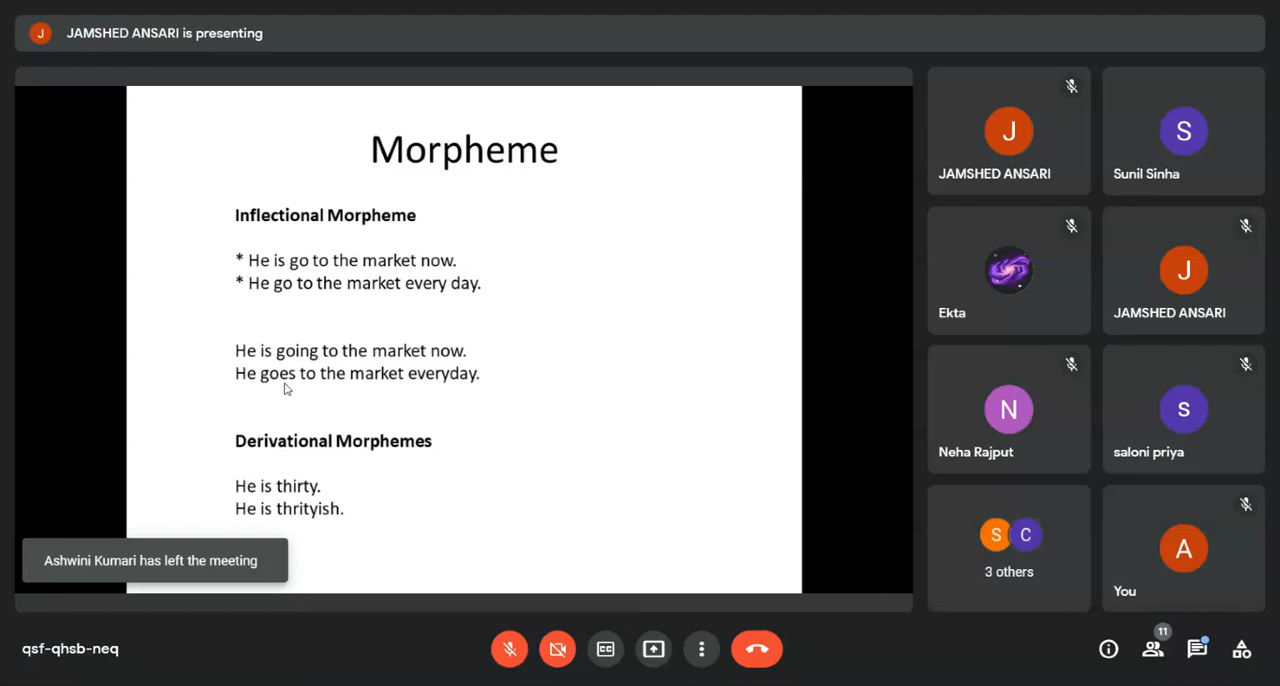 J JAMSHED ANSARI is presenting
Morpheme
Inflectional Morpheme
* He is go to the market now.
* He go to the market every day.
He is going to the market now.
He goes to the market everyday.
Derivational Morphemes
He is thirty.
He is thrityish.
Ashwini Kumari has left the meeting
J
JAMSHED ANSARI
S
Sunil Sinha
Ekta
J
JAMSHED ANSARI
N
Neha Rajput
s
saloni priya
S C
3 others
A
You
qsf-qhsb-neq
CC
11